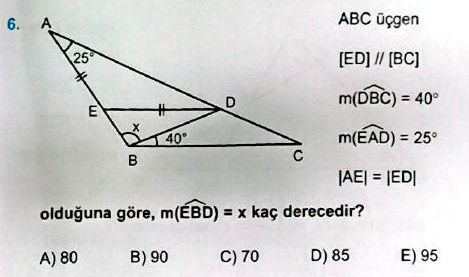 6.
A
25°
E
D
x
40°
B
C
ABC üçgen
[ED] // [BC]
m(DBC) = 40°
m(EAD) = 25°
|AE| = |ED|
olduğuna göre, m(EBD) = x kaç derecedir?
A) 80 B) 90 C) 70 D) 85 E) 95